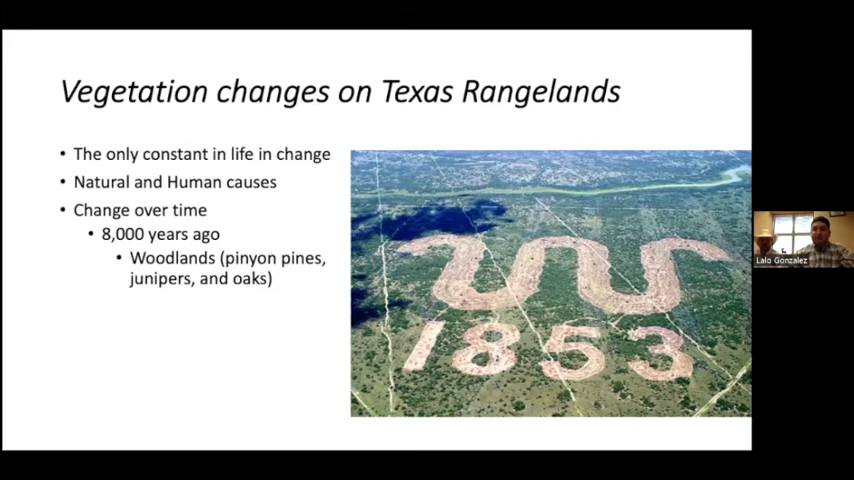 Vegetation changes on Texas Rangelands
• The only constant in life in change
• Natural and Human causes
• Change over time
• 8,000 years ago
• Woodlands (pinyon pines,
junipers, and oaks)
1853
Lalo Gonzalez